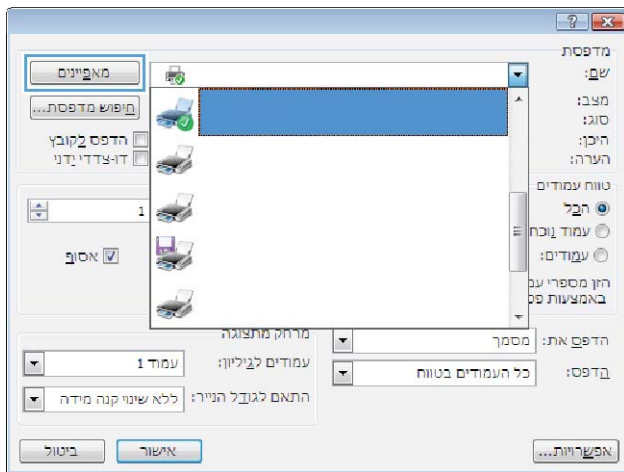 מדפסת
שם:
מאפיינים
מצב:
חיפוש מדפסת...
סוג:
היכן:
הדפס לקובץ
הערה:
דו-צדדי ידני
טווח עמודים
הכל
1
עמוד
עמודים:
אסוף
הזן מספרי
באמצעות
מרחק מתצוגה
הדפס את: מסמך
עמודים לגיליון: עמוד 1
הדפס: כל העמודים בטווח
התאם לגודל הנייר: ללא שינוי קנה מידה
אפשרויות...
אישור
ביטול